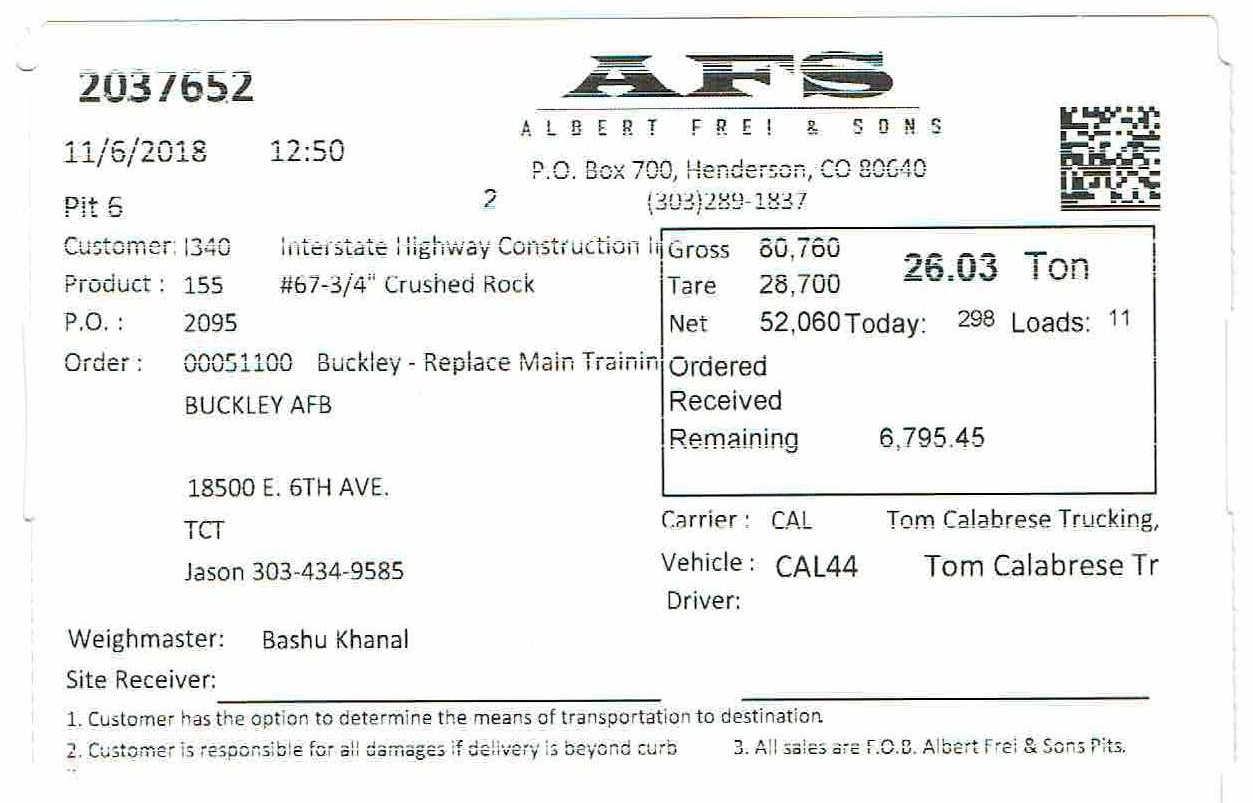 2037652
AFS
ALBERT FREI & SONS
11/6/2018 12:50
P.O. Box 700, Henderson, CO 80640
Pit 6 2 (303)289-1837
Customer: I340 Interstate Highway Construction I
Product : 155 #67-3/4" Crushed Rock
P.O. : 2095
Order : 00051100 Buckley - Replace Main Trainin
BUCKLEY AFB
18500 E. 6TH AVE.
TCT
Jason 303-434-9585
Gross 80,760 26.03 Ton
Tare 28,700
Net 52,060 Today: 298 Loads: 11
Ordered
Received
Remaining 6,795.45
Carrier : CAL Tom Calabrese Trucking,
Vehicle : CAL44 Tom Calabrese Tr
Driver:
Weighmaster: Bashu Khanal
Site Receiver:
1. Customer has the option to determine the means of transportation to destination
2. Customer is responsible for all damages if delivery is beyond curb 3. All sales are F.O.B. Albert Frei & Sons Pits.